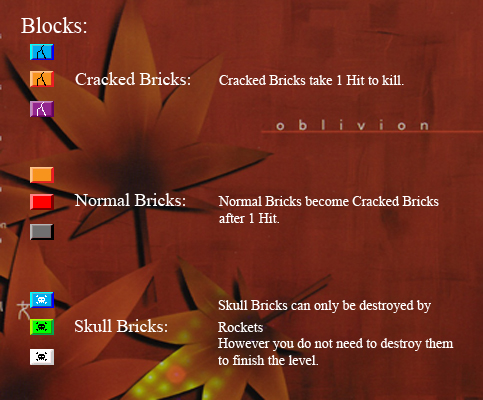 Blocks:
Cracked Bricks: Cracked Bricks take 1 Hit to kill.
oblivion
Normal Bricks: Normal Bricks become Cracked Bricks
after 1 Hit.
Skull Bricks can only be destroyed by
Skull Bricks: Rockets
However you do not need to destroy them
to finish the level.